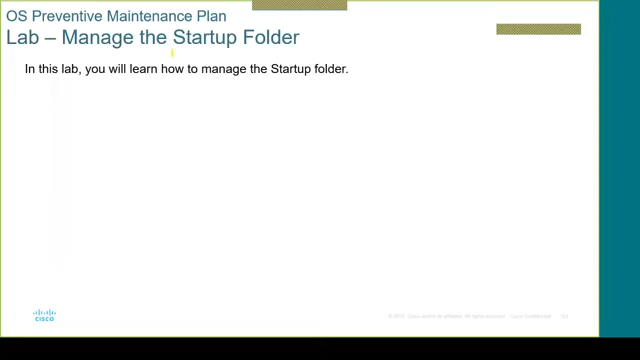 OS Preventive Maintenance Plan
Lab – Manage the Startup Folder
In this lab, you will learn how to manage the Startup folder.
CISCO